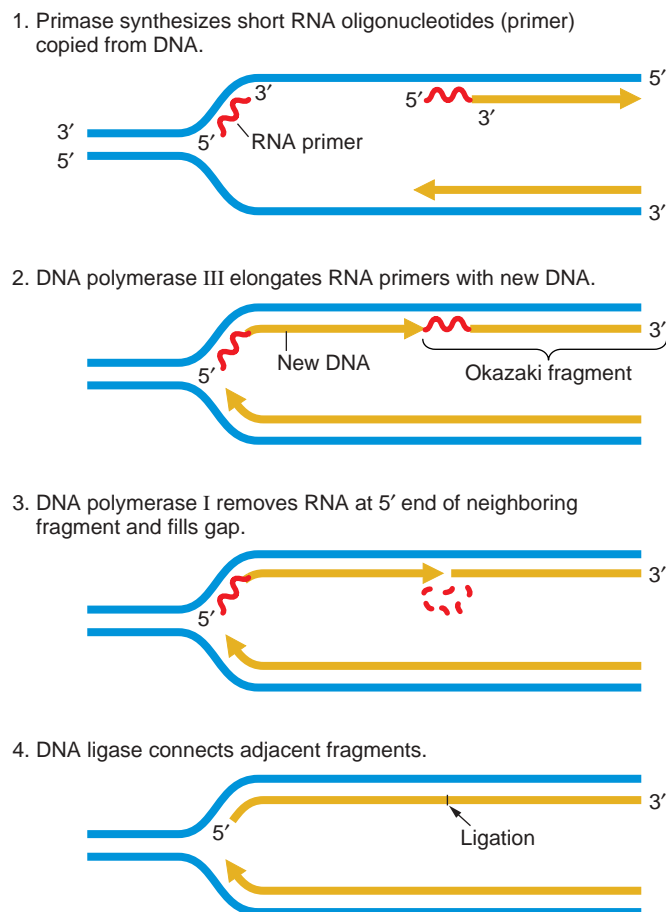 1. Primase synthesizes short RNA oligonucleotides (primer)
copied from DNA.
3′
5′
5′
3′
3′
5′
RNA primer
5′
3′
2. DNA polymerase III elongates RNA primers with new DNA.
3′
New DNA
5′
Okazaki fragment
3. DNA polymerase I removes RNA at 5′ end of neighboring
fragment and fills gap.
3′
5′
4. DNA ligase connects adjacent fragments.
3′
5′
Ligation